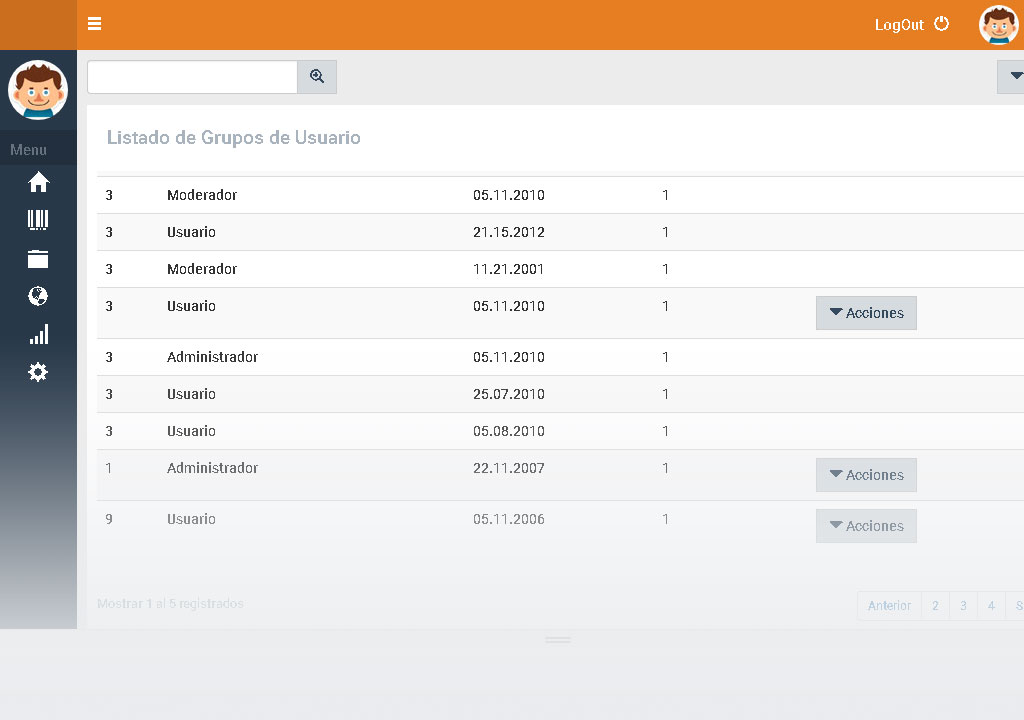 LogOut
Menu
Listado de Grupos de Usuario
3 Moderador 05.11.2010 1
3 Usuario 21.15.2012 1
3 Moderador 11.21.2001 1
3 Usuario 05.11.2010 1 Acciones
3 Administrador 05.11.2010 1
3 Usuario 25.07.2010 1
3 Usuario 05.08.2010 1
1 Administrador 22.11.2007 1 Acciones
9 Usuario 05.11.2006 1 Acciones
Mostrar 1 al 5 registrados
Anterior 2 3 4 S